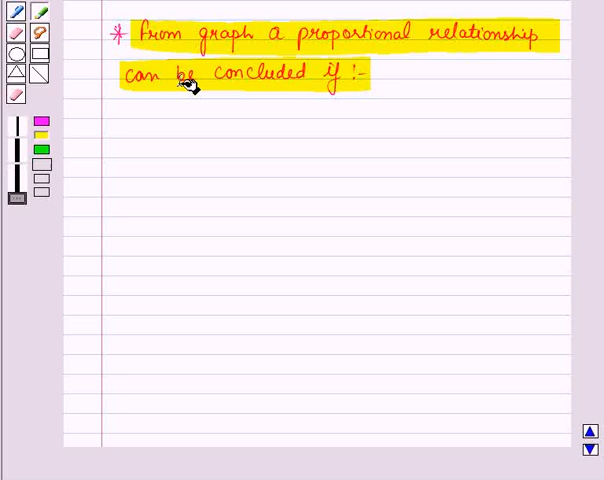 * From graph a proportional relationship
can be concluded if :-